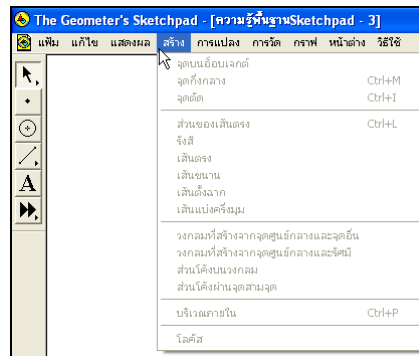 The Geometer's Sketchpad - [ความรู้พื้นฐานSketchpad - 3]
แฟ้ม แก้ไข แสดงผล สร้าง การแปลง การวัด กราฟ หน้าต่าง วิธีใช้
จุดบนอ็อบเจกต์
จุดกึ่งกลาง Ctrl+M
จุดตัด Ctrl+I
ส่วนของเส้นตรง Ctrl+L
รังสี
เส้นตรง
เส้นขนาน
เส้นตั้งฉาก
เส้นแบ่งครึ่งมุม
วงกลมที่สร้างจากจุดศูนย์กลางและจุดอื่น
วงกลมที่สร้างจากจุดศูนย์กลางและรัศมี
ส่วนโค้งบนวงกลม
ส่วนโค้งผ่านจุดสามจุด
บริเวณภายใน Ctrl+P
โลคัส
A